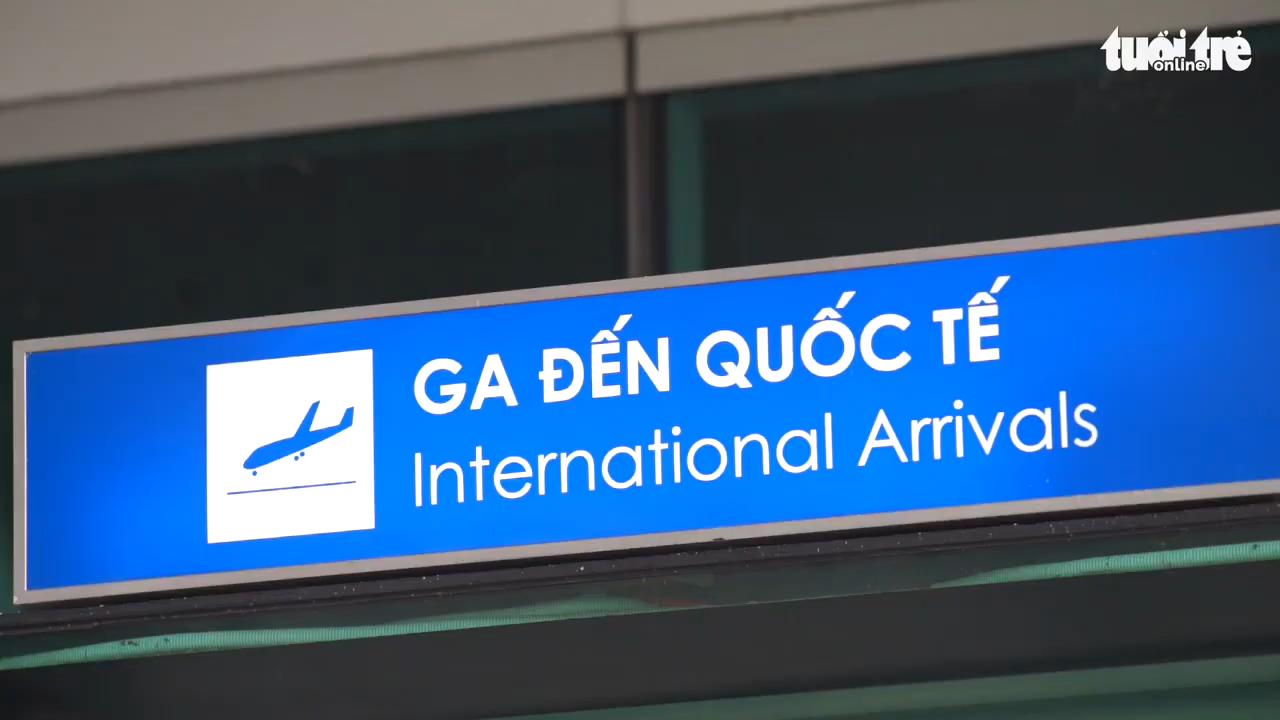 tuổi trẻ
online
GA ĐẾN QUỐC TẾ
International Arrivals